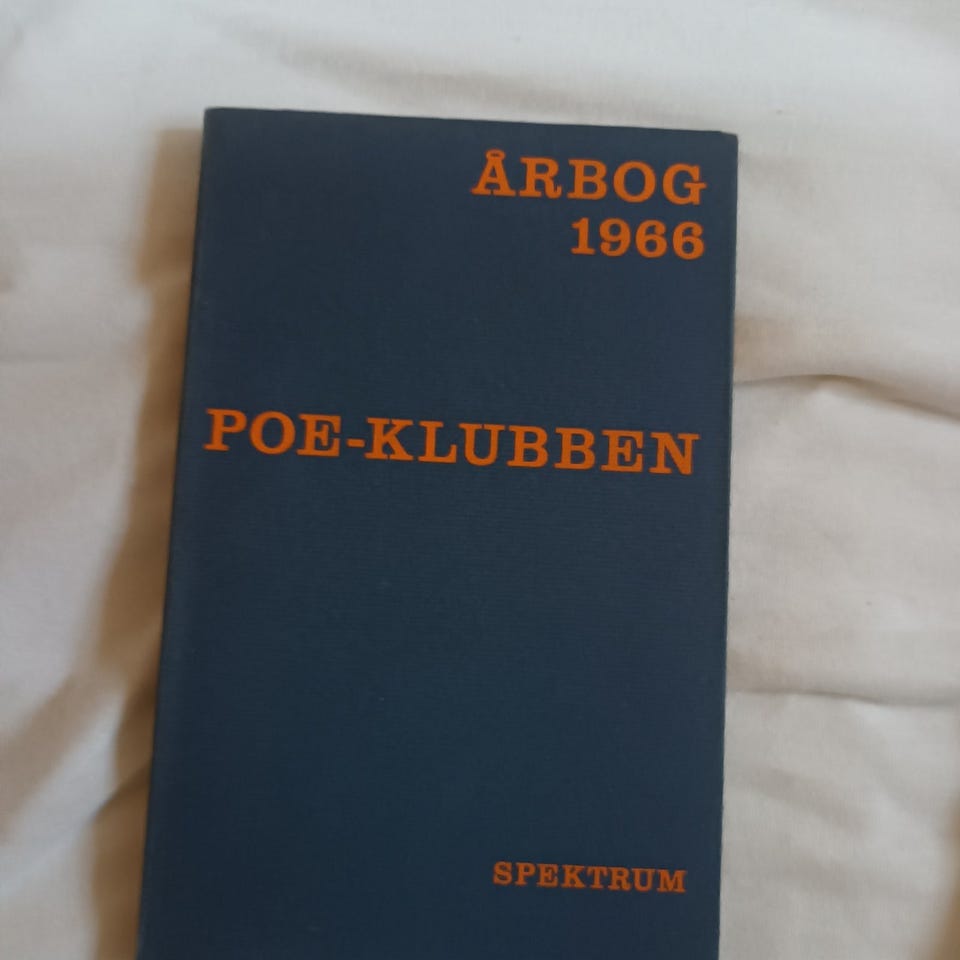 ÅRBOG
1966
POE-KLUBBEN
SPEKTRUM